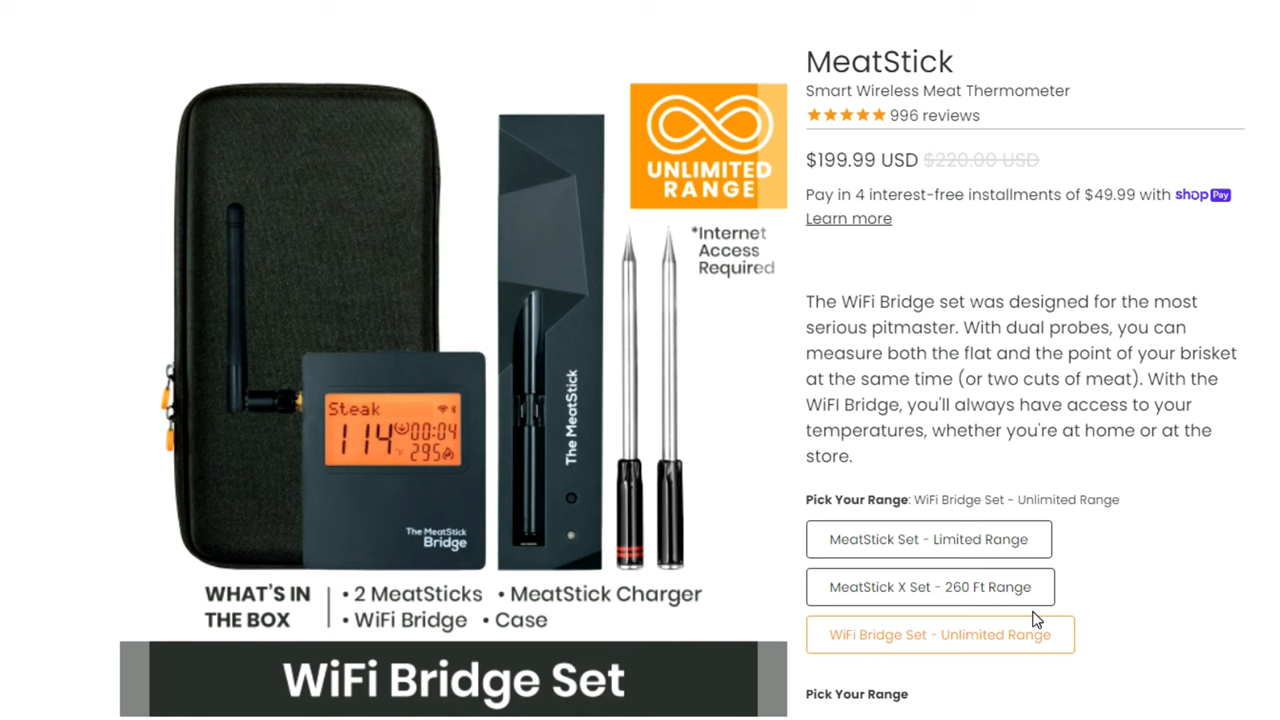 MeatStick
Smart Wireless Meat Thermometer
996 reviews
$199.99 USD $220.00 USD
Pay in 4 interest-free installments of $49.99 with shop Pay
Learn more
The WiFi Bridge set was designed for the most
serious pitmaster. With dual probes, you can
measure both the flat and the point of your brisket
at the same time (or two cuts of meat). With the
WiFI Bridge, you'll always have access to your
temperatures, whether you're at home or at the
store.
Pick Your Range: WiFi Bridge Set - Unlimited Range
MeatStick Set - Limited Range
MeatStick X Set - 260 Ft Range
WiFi Bridge Set - Unlimited Range
Pick Your Range
UNLIMITED
RANGE
*Internet
Access
Required
Steak
114°F 00:04
295
The MeatStick
Bridge
The MeatStick
WHAT'S IN
THE BOX
• 2 MeatSticks • MeatStick Charger
• WiFi Bridge • Case
WiFi Bridge Set